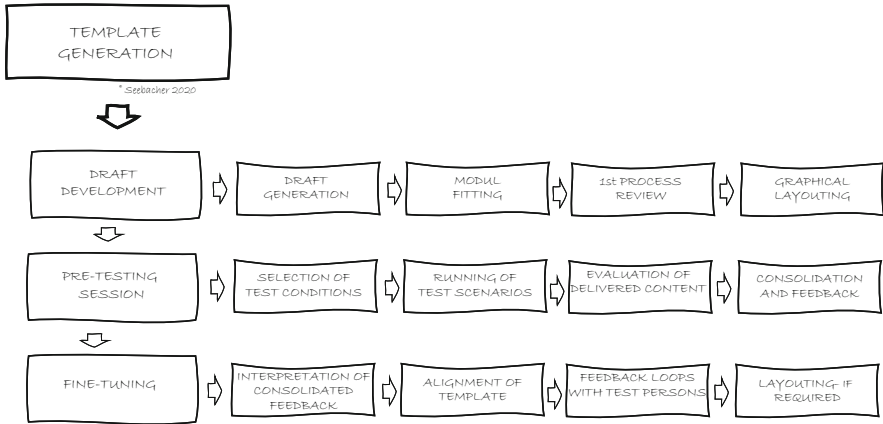 TEMPLATE
GENERATION
* Seebacher 2020
DRAFT
DEVELOPMENT
DRAFT
GENERATION
MODUL
FITTING
1st PROCESS
REVIEW
GRAPHICAL
LAYOUTING
PRE-TESTING
SESSION
SELECTION OF
TEST CONDITIONS
RUNNING OF
TEST SCENARIOS
EVALUATION OF
DELIVERED CONTENT
CONSOLIDATION
AND FEEDBACK
FINE-TUNING
INTERPRETATION OF
CONSOLIDATED
FEEDBACK
ALIGNMENT OF
TEMPLATE
FEEDBACK LOOPS
WITH TEST PERSONS
LAYOUTING IF
REQUIRED